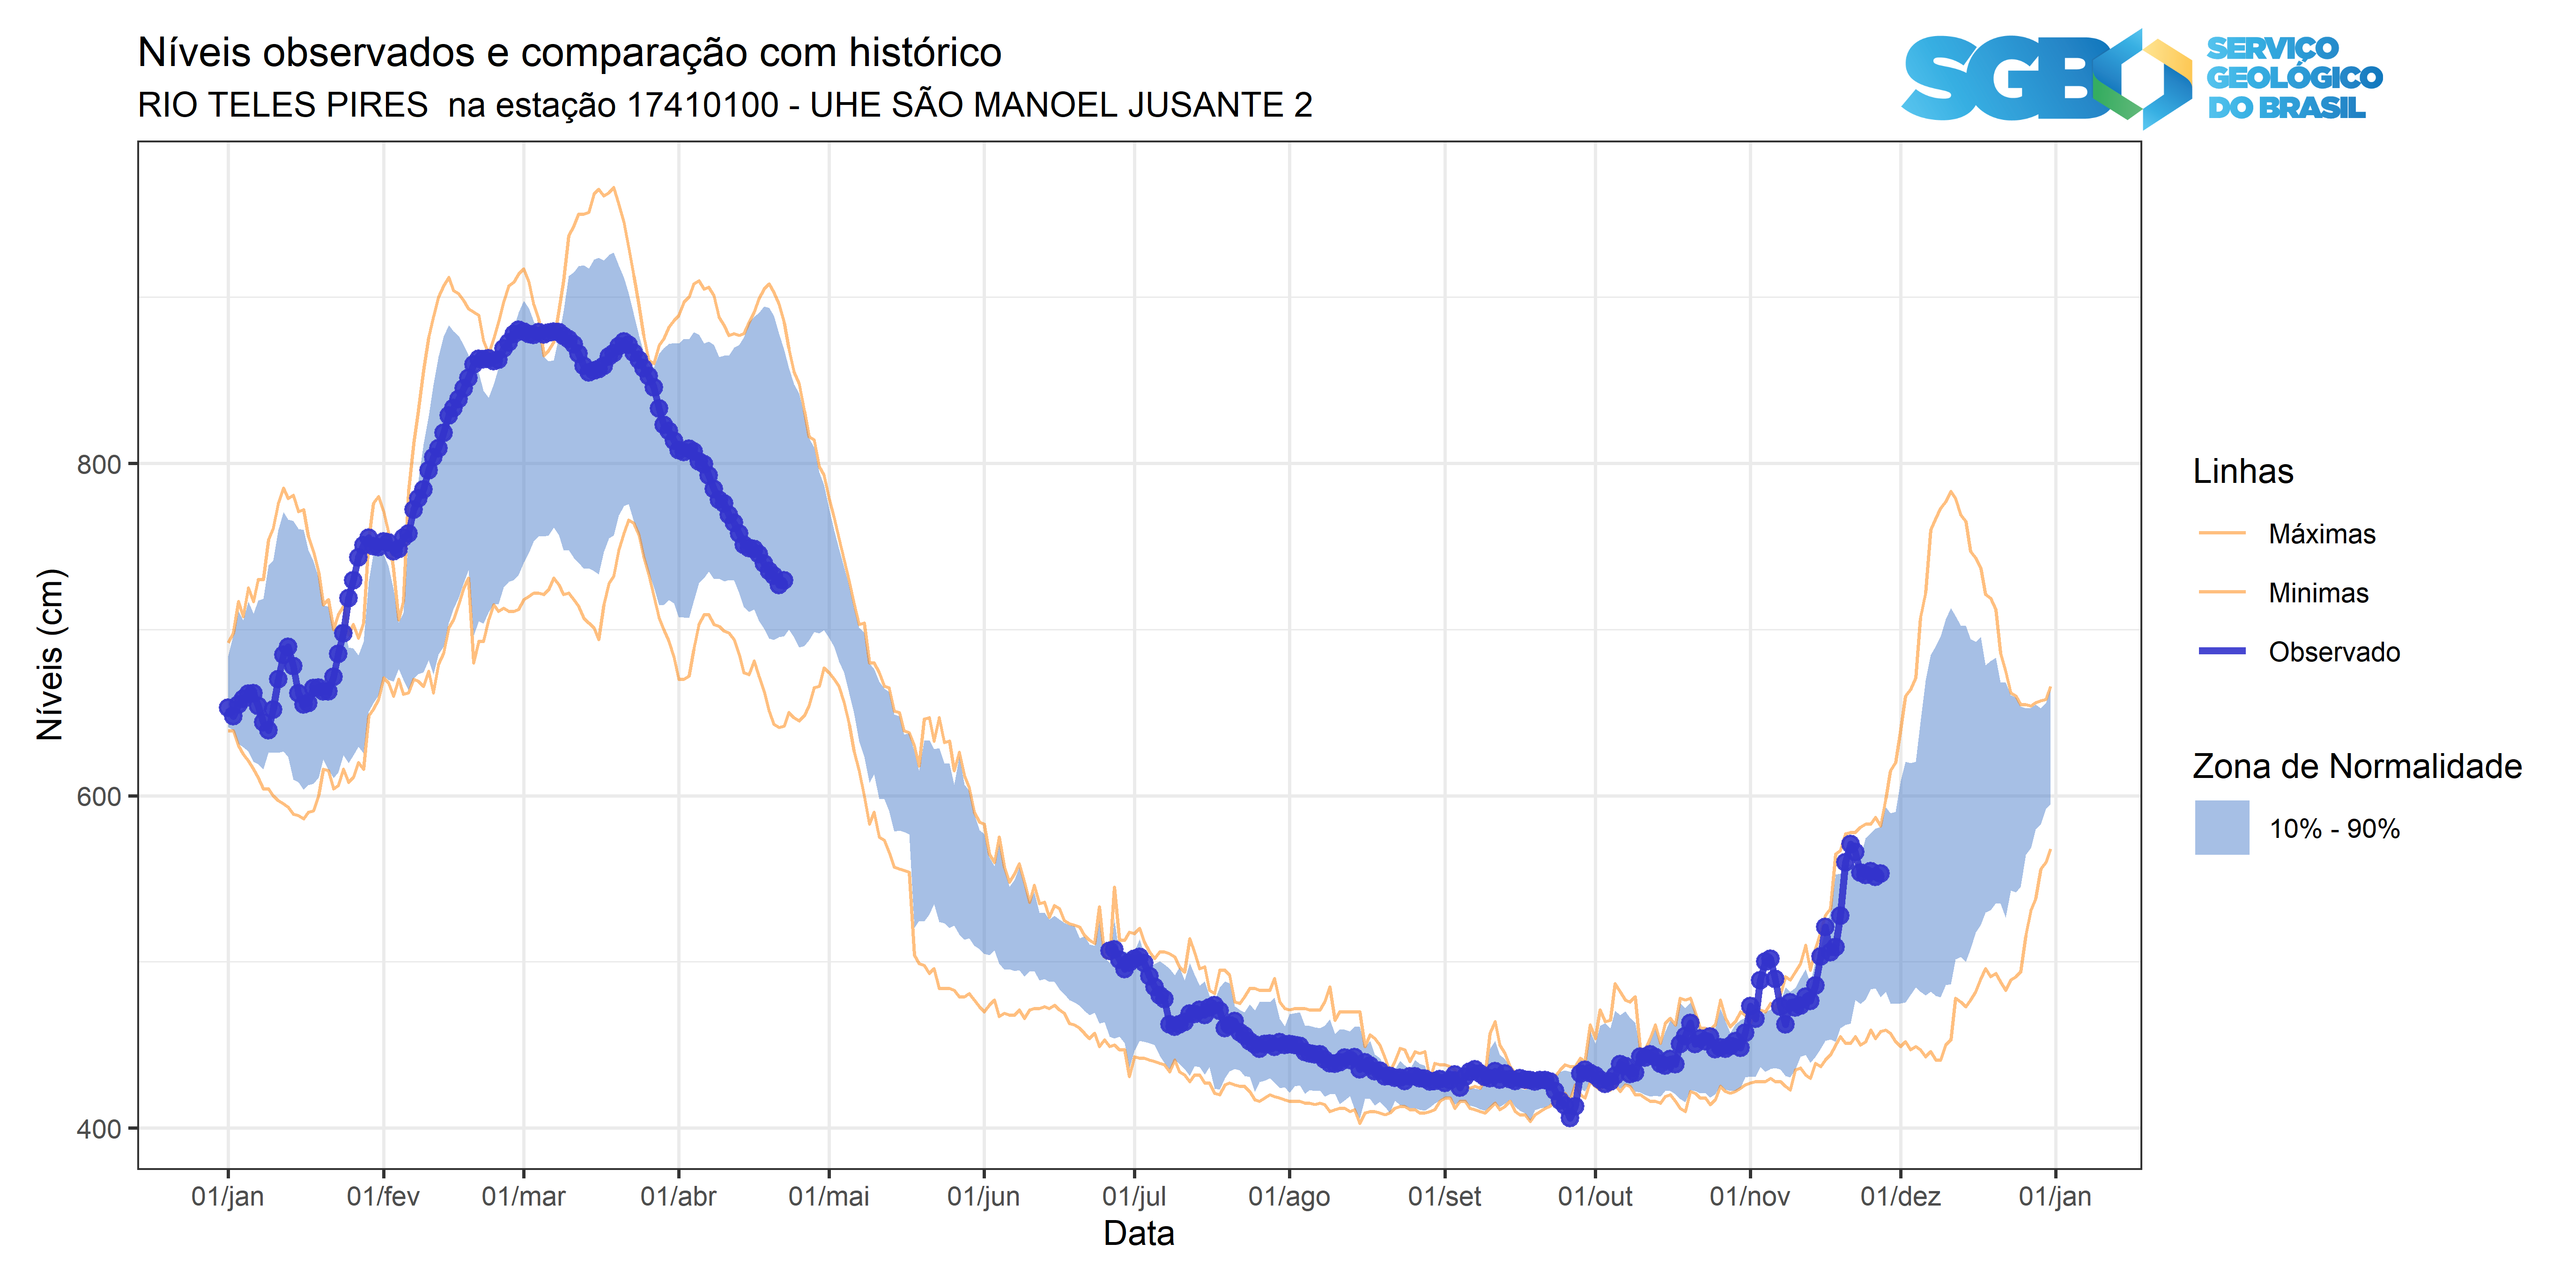 Níveis observados e comparação com histórico
RIO TELES PIRES  na estação 17410100 - UHE SÃO MANOEL JUSANTE 2
SGB
SERVIÇO
GEOLÓGICO
DO BRASIL
Níveis (cm)
800
600
400
01/jan
01/fev
01/mar
01/abr
01/mai
01/jun
01/jul
01/ago
01/set
01/out
01/nov
01/dez
01/jan
Data
Linhas
Máximas
Minimas
Observado
Zona de Normalidade
10% - 90%